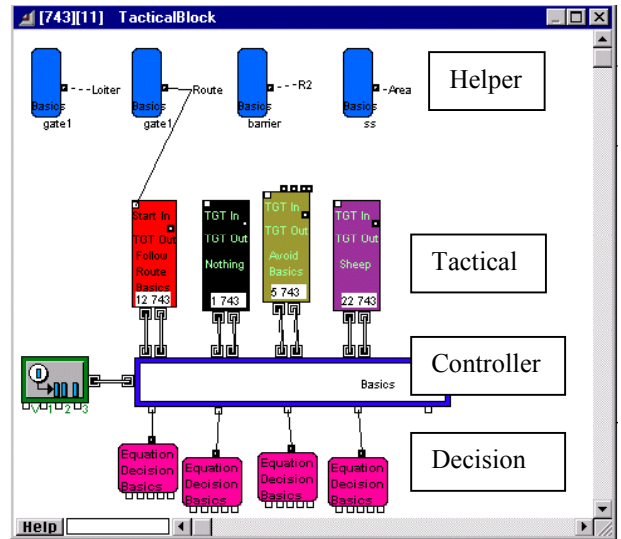 [743][11] TacticalBlock
Basics
gate1
Loiter
Basics
gate1
Route
Basics
barrier
R2
Basics
ss
Area
Helper
Start In
TGT Out
Follow
Route
Basics
12 743
TGT In
TGT Out
Nothing
1 743
TGT In
TGT Out
Avoid
Basics
5 743
TGT In
TGT Out
Sheep
22 743
Tactical
Basics
Controller
V 1 2 3
Equation
Decision
Basics
Equation
Decision
Basics
Equation
Decision
Basics
Equation
Decision
Basics
Decision
Help